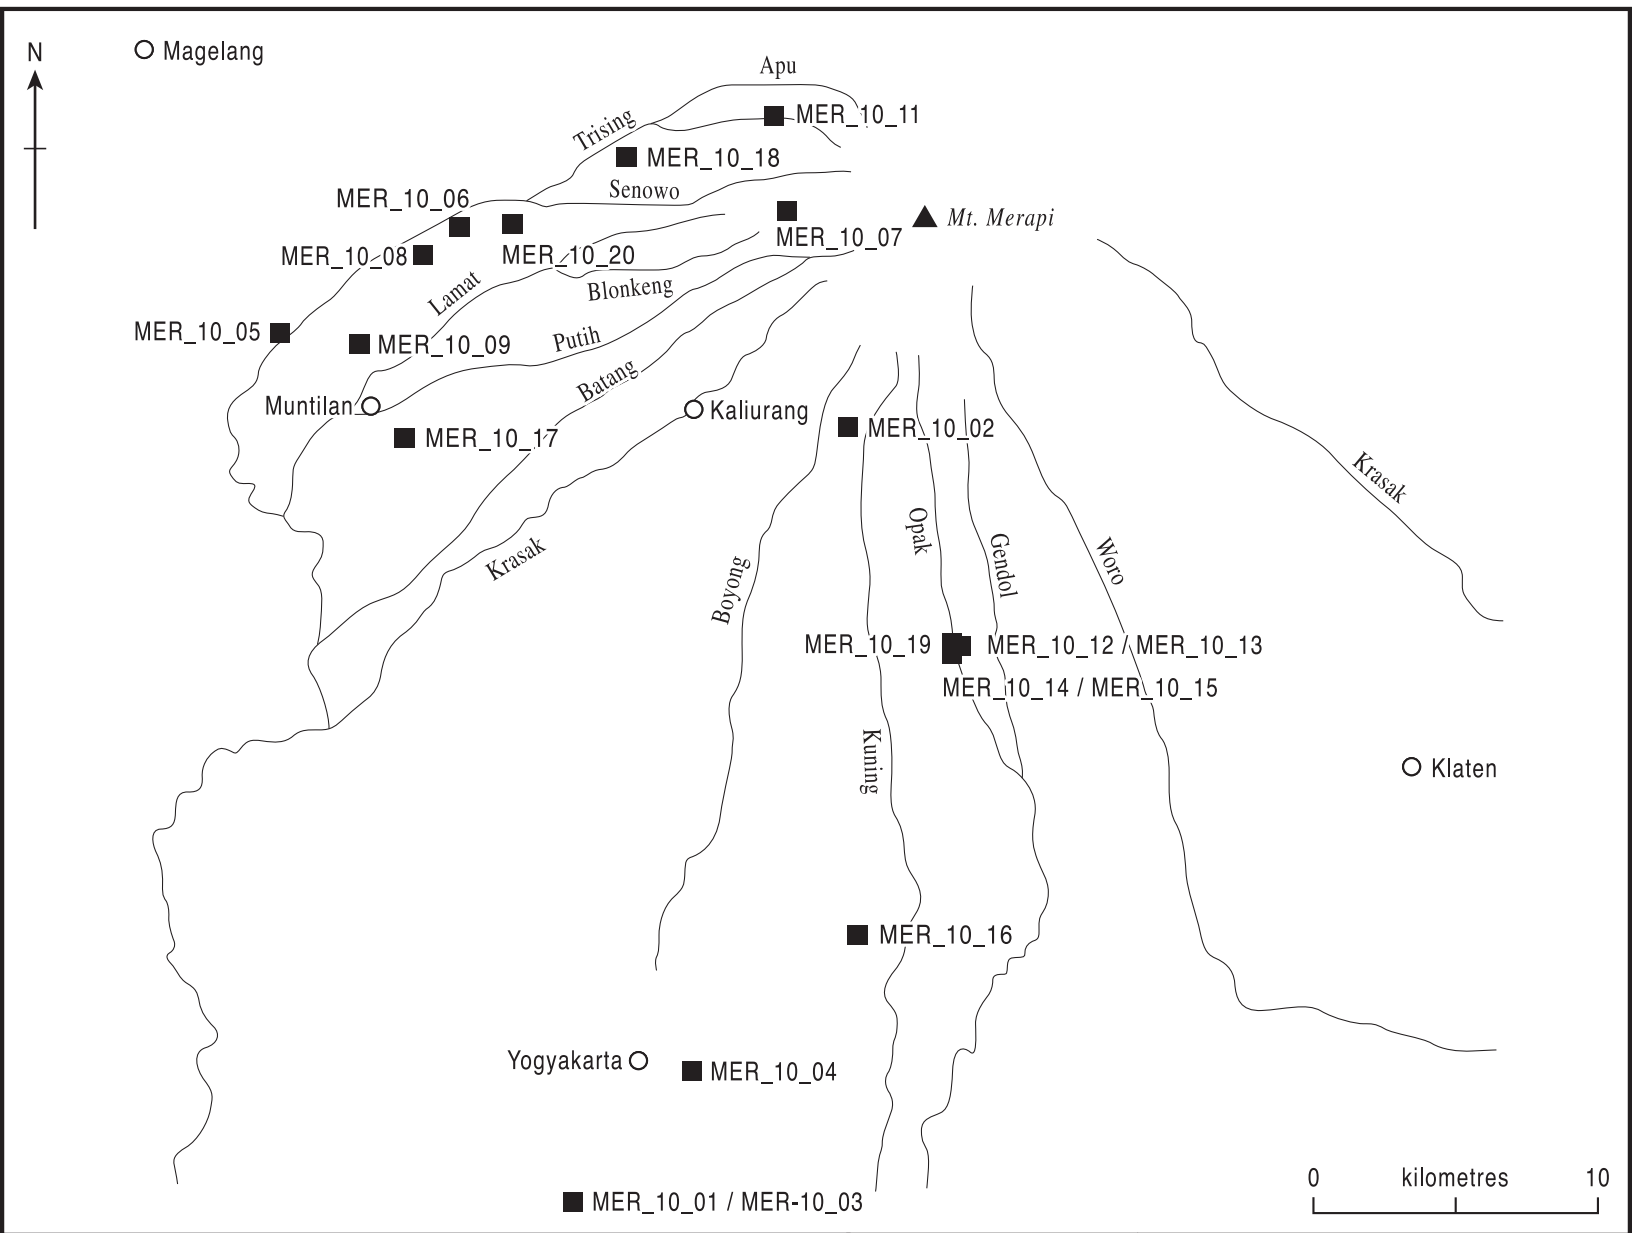 N
Magelang
Apu
MER_10_11
Trising
MER_10_18
Senowo
MER_10_06
Mt. Merapi
MER_10_07
MER_10_08
MER_10_20
Lamat
Blonkeng
MER_10_05
MER_10_09
Putih
Batang
Muntilan
Kaliurang
MER_10_17
MER_10_02
Krasak
Krasak
Opak
Gendol
Woro
Boyong
MER_10_19
MER_10_12 / MER_10_13
MER_10_14 / MER_10_15
Kuning
Klaten
MER_10_16
Yogyakarta
MER_10_04
0 kilometres 10
MER_10_01 / MER-10_03